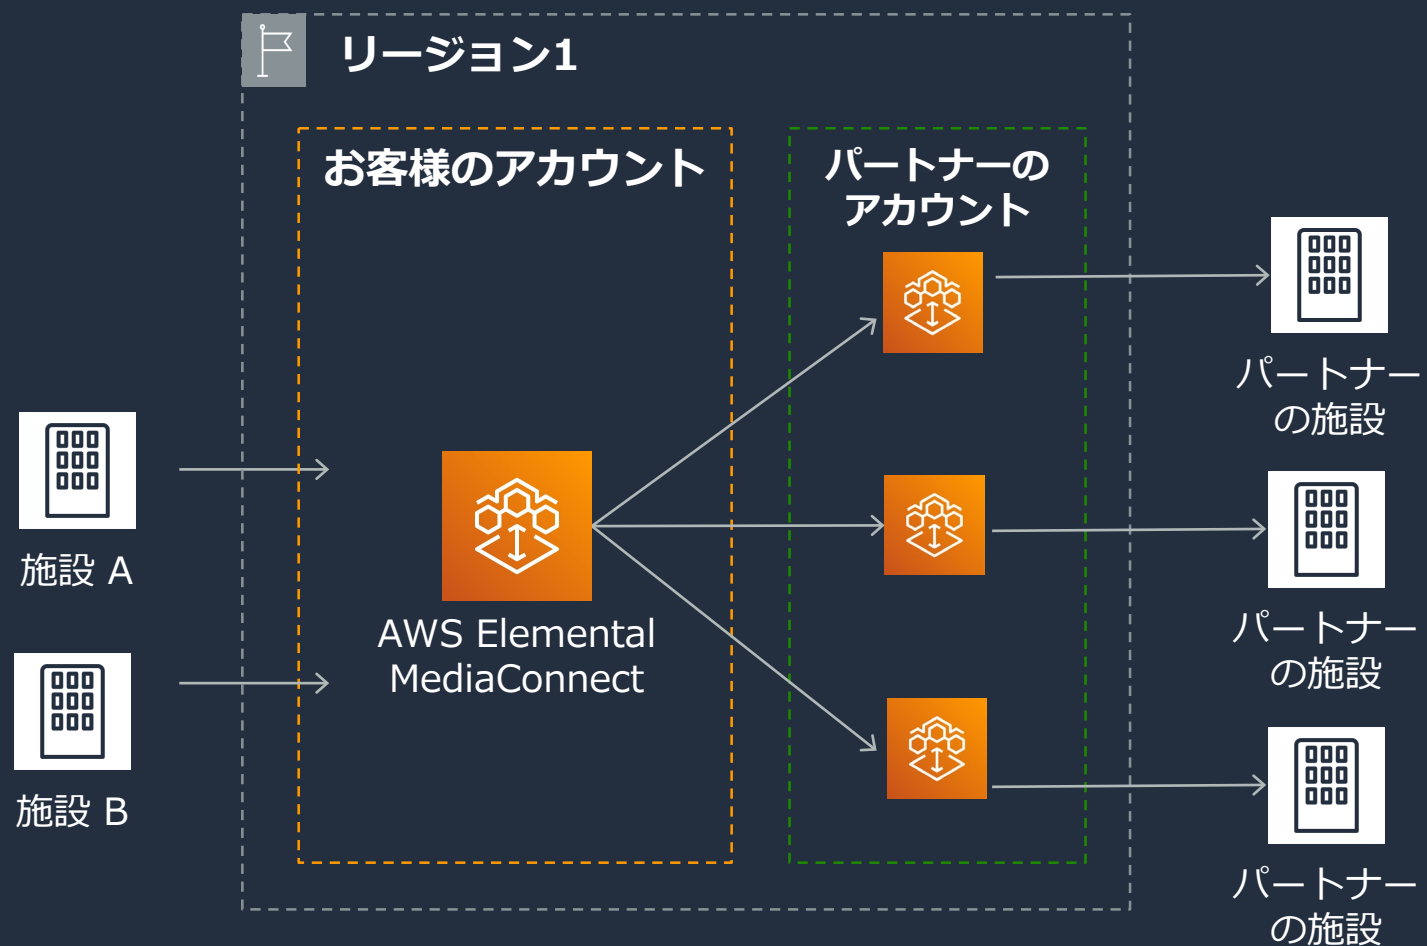 リージョン1
お客様のアカウント
パートナーの
アカウント
施設 A
施設 B
AWS Elemental
MediaConnect
パートナー
の施設
パートナー
の施設
パートナー
の施設